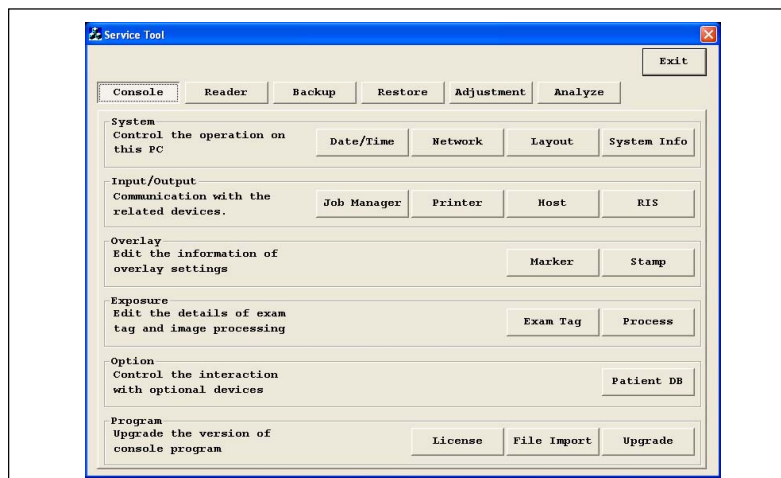 Service Tool
Exit
Console Reader Backup Restore Adjustment Analyze
System
Control the operation on
this PC
Date/Time Network Layout System Info
Input/Output
Communication with the
related devices.
Job Manager Printer Host RIS
Overlay
Edit the information of
overlay settings
Marker Stamp
Exposure
Edit the details of exam
tag and image processing
Exam Tag Process
Option
Control the interaction
with optional devices
Patient DB
Program
Upgrade the version of
console program
License File Import Upgrade